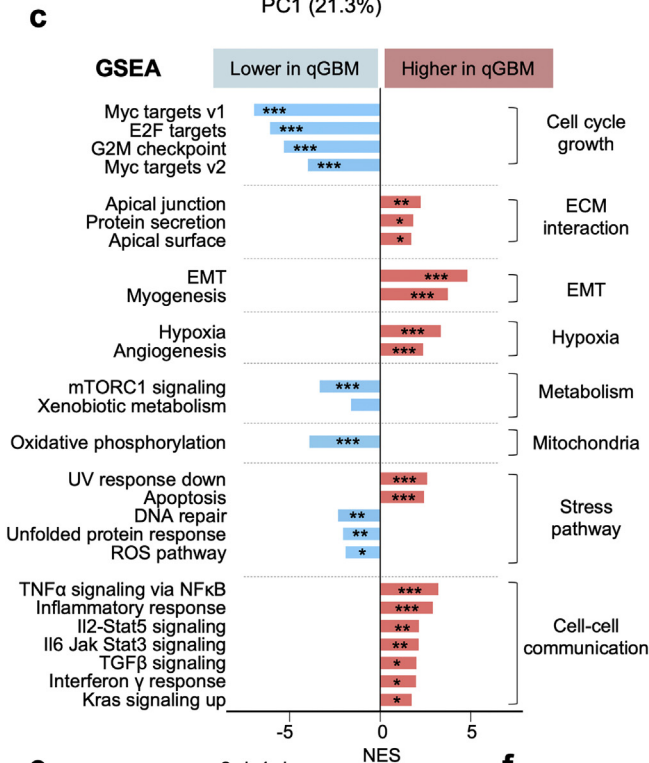 PC1 (21.3%)
c
GSEA
Lower in qGBM
Higher in qGBM
Myc targets v1 ***
E2F targets ***
G2M checkpoint ***
Myc targets v2 ***
Cell cycle
growth
Apical junction **
Protein secretion *
Apical surface *
ECM
interaction
EMT ***
Myogenesis ***
EMT
Hypoxia ***
Angiogenesis ***
Hypoxia
mTORC1 signaling ***
Xenobiotic metabolism
Metabolism
Oxidative phosphorylation ***
Mitochondria
UV response down ***
Apoptosis ***
DNA repair **
Unfolded protein response **
ROS pathway *
Stress
pathway
TNFα signaling via NFκB ***
Inflammatory response ***
Il2-Stat5 signaling **
Il6 Jak Stat3 signaling **
TGFβ signaling *
Interferon γ response *
Kras signaling up *
Cell-cell
communication
-5 0 5
NES
f